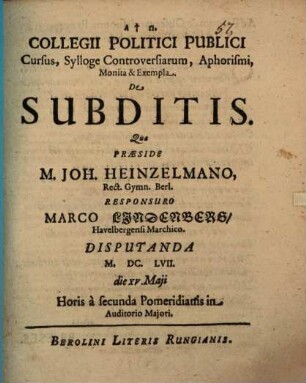 A † Ω.
57
COLLEGII POLITICI PUBLICI
Cursus, Sylloge Controversiarum, Aphorismi,
Monita & Exempla.
De
SUBDITIS.
Quæ
PRÆSIDE
M. JOH. HEINZELMANO,
Rect. Gymn. Berl.
RESPONSURO
MARCO LINDENBERG/
Havelbergensi Marchico.
DISPUTANDA
M. DC. LVII.
die xv. Maji
Horis à secunda Pomeridianis in
Auditorio Majori.
BEROLINI LITERIS RUNGIANIS.